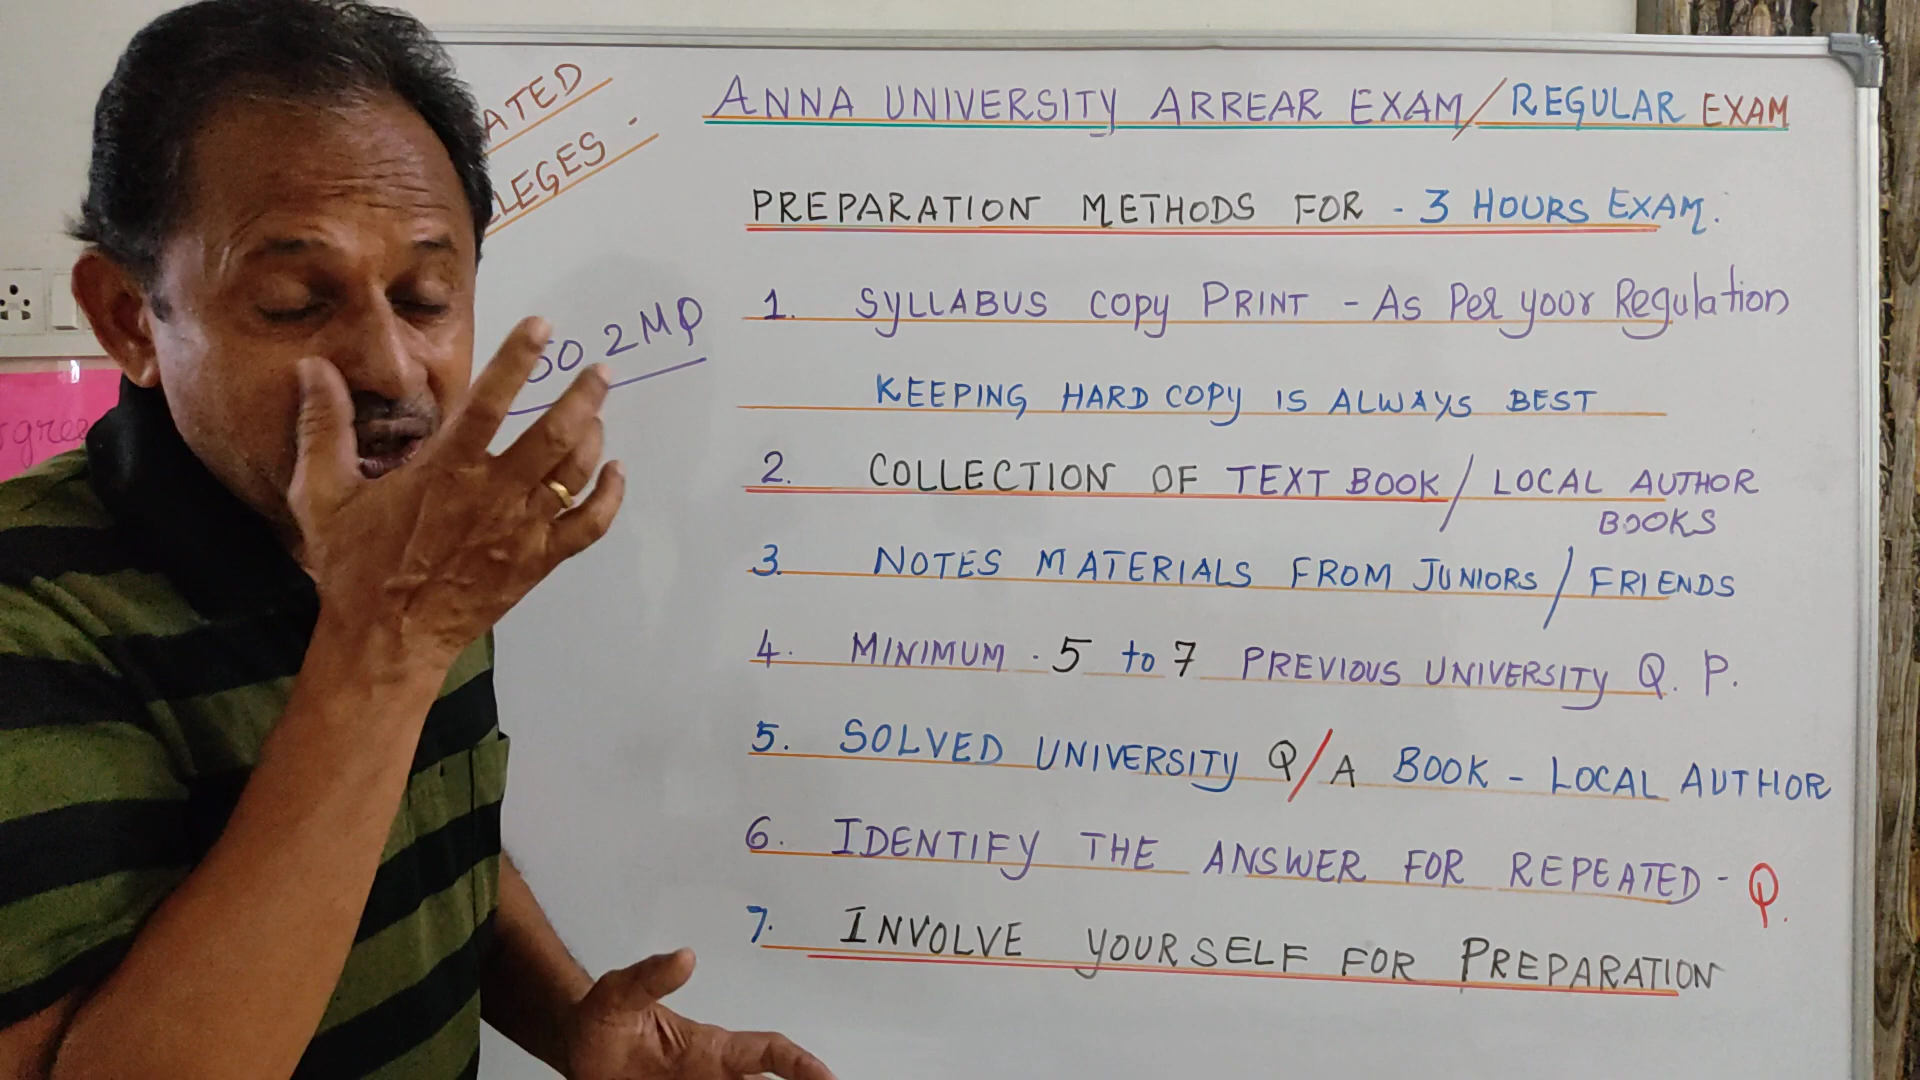 ATED
LEGES.
ANNA UNIVERSITY ARREAR EXAM/REGULAR EXAM
PREPARATION METHODS FOR - 3 HOURS EXAM.
50 2MQ
1. SYLLABUS COPY PRINT - As Per your Regulation
KEEPING HARD COPY IS ALWAYS BEST
2. COLLECTION OF TEXT BOOK / LOCAL AUTHOR
BOOKS
3. NOTES MATERIALS FROM JUNIORS / FRIENDS
4. MINIMUM . 5 to 7 PREVIOUS UNIVERSITY Q. P.
5. SOLVED UNIVERSITY Q/A BOOK - LOCAL AUTHOR
6. IDENTIFY THE ANSWER FOR REPEATED - Q.
7. INVOLVE YOURSELF FOR PREPARATION